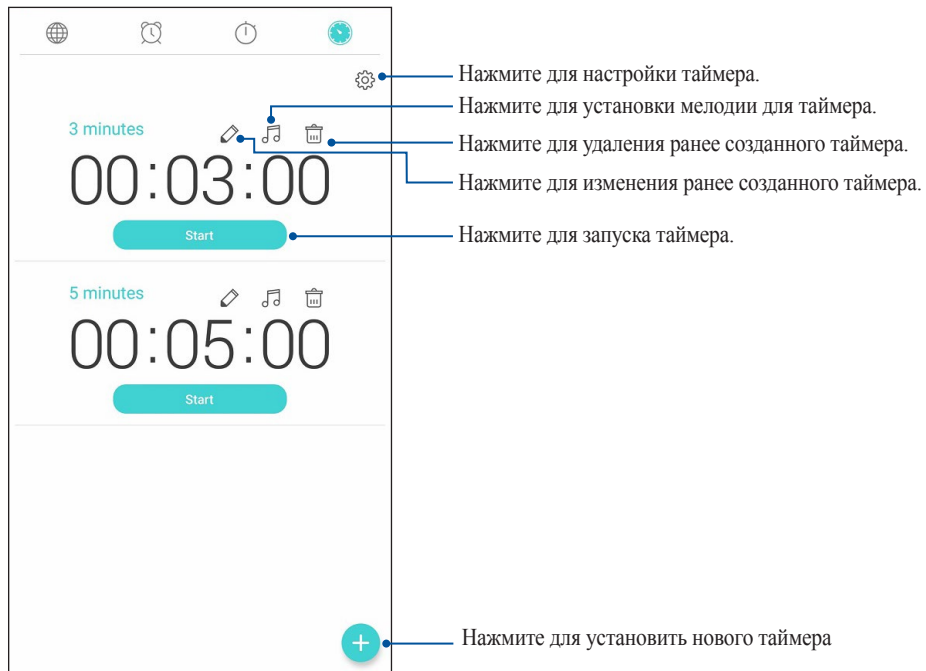 Нажмите для настройки таймера.
Нажмите для установки мелодии для таймера.
3 minutes
Нажмите для удаления ранее созданного таймера.
00:03:00
Нажмите для изменения ранее созданного таймера.
Start
Нажмите для запуска таймера.
5 minutes
00:05:00
Start
Нажмите для установить нового таймера